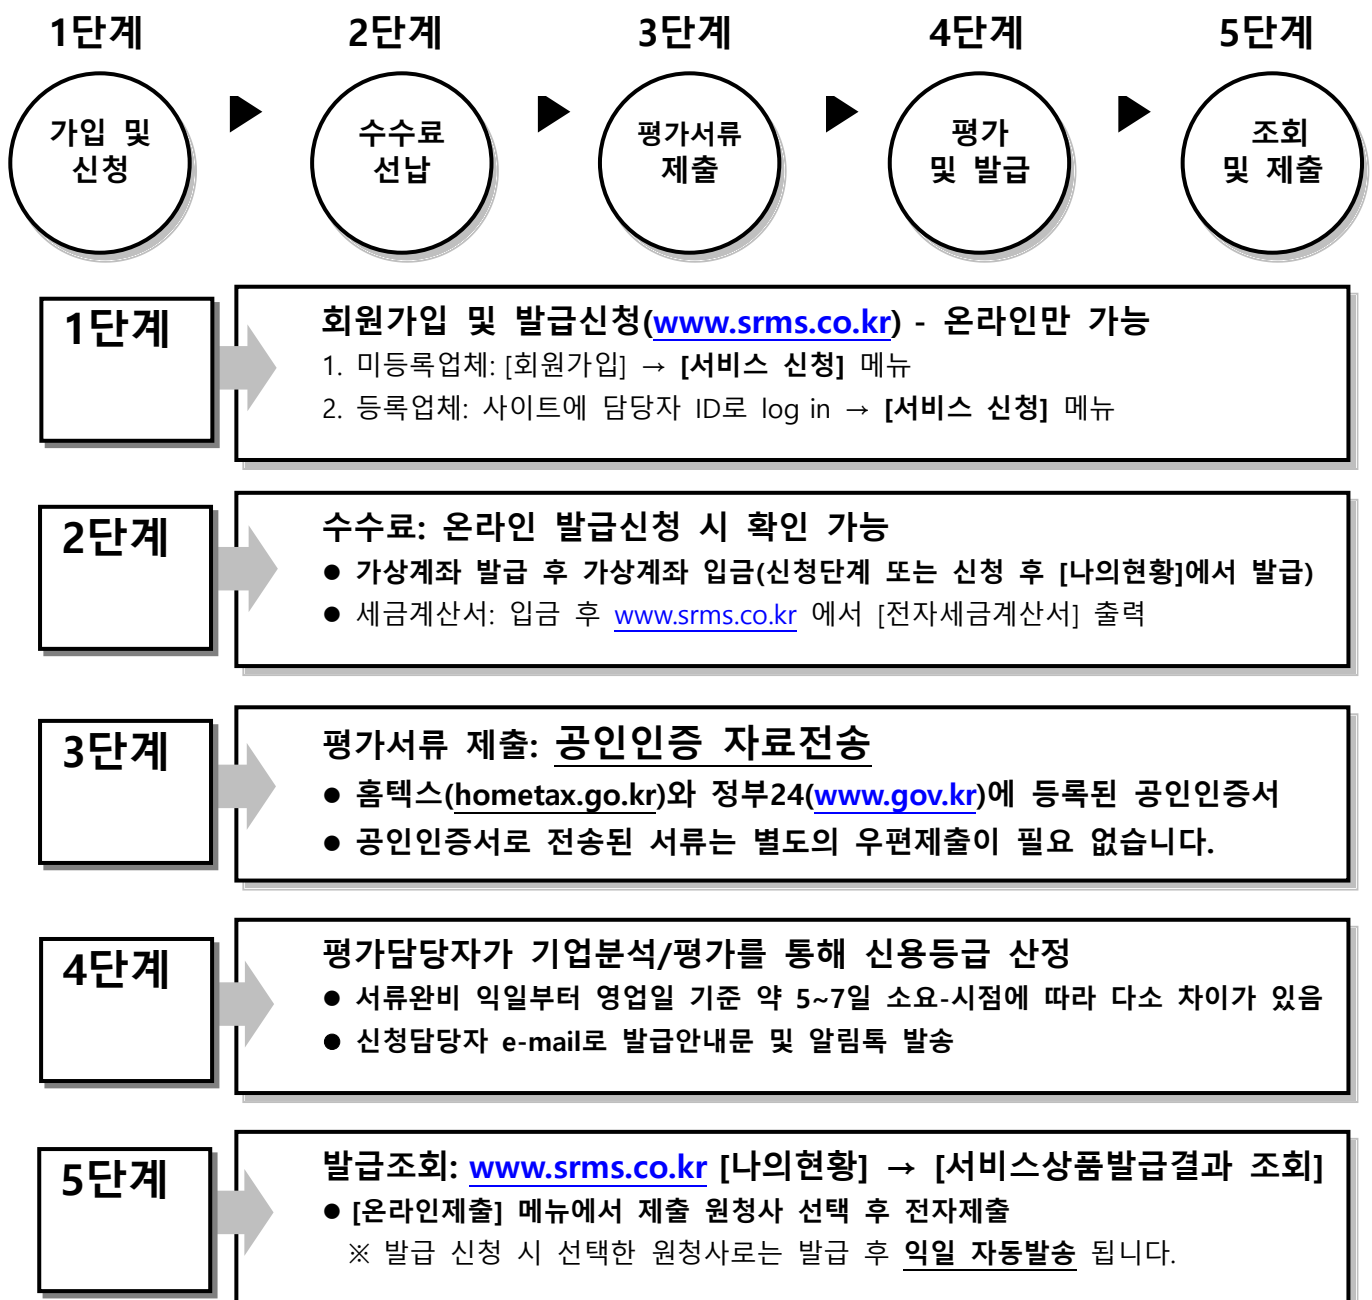 1단계 2단계 3단계 4단계 5단계
가입 및
신청
수수료
선납
평가서류
제출
평가
및 발급
조회
및 제출
1단계
회원가입 및 발급신청(www.srms.co.kr) - 온라인만 가능
1. 미등록업체: [회원가입] → [서비스 신청] 메뉴
2. 등록업체: 사이트에 담당자 ID로 log in → [서비스 신청] 메뉴
2단계
수수료: 온라인 발급신청 시 확인 가능
● 가상계좌 발급 후 가상계좌 입금(신청단계 또는 신청 후 [나의현황]에서 발급)
● 세금계산서: 입금 후 www.srms.co.kr 에서 [전자세금계산서] 출력
3단계
평가서류 제출: 공인인증 자료전송
● 홈텍스(hometax.go.kr)와 정부24(www.gov.kr)에 등록된 공인인증서
● 공인인증서로 전송된 서류는 별도의 우편제출이 필요 없습니다.
4단계
평가담당자가 기업분석/평가를 통해 신용등급 산정
● 서류완비 익일부터 영업일 기준 약 5~7일 소요-시점에 따라 다소 차이가 있음
● 신청담당자 e-mail로 발급안내문 및 알림톡 발송
5단계
발급조회: www.srms.co.kr [나의현황] → [서비스상품발급결과 조회]
● [온라인제출] 메뉴에서 제출 원청사 선택 후 전자제출
※ 발급 신청 시 선택한 원청사로는 발급 후 익일 자동발송 됩니다.